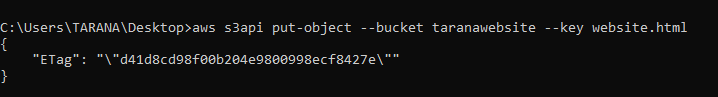 C:\Users\TARANA\Desktop>aws s3api put-object --bucket taranawebsite --key website.html
{
    "ETag": "\"d41d8cd98f00b204e9800998ecf8427e\""
}